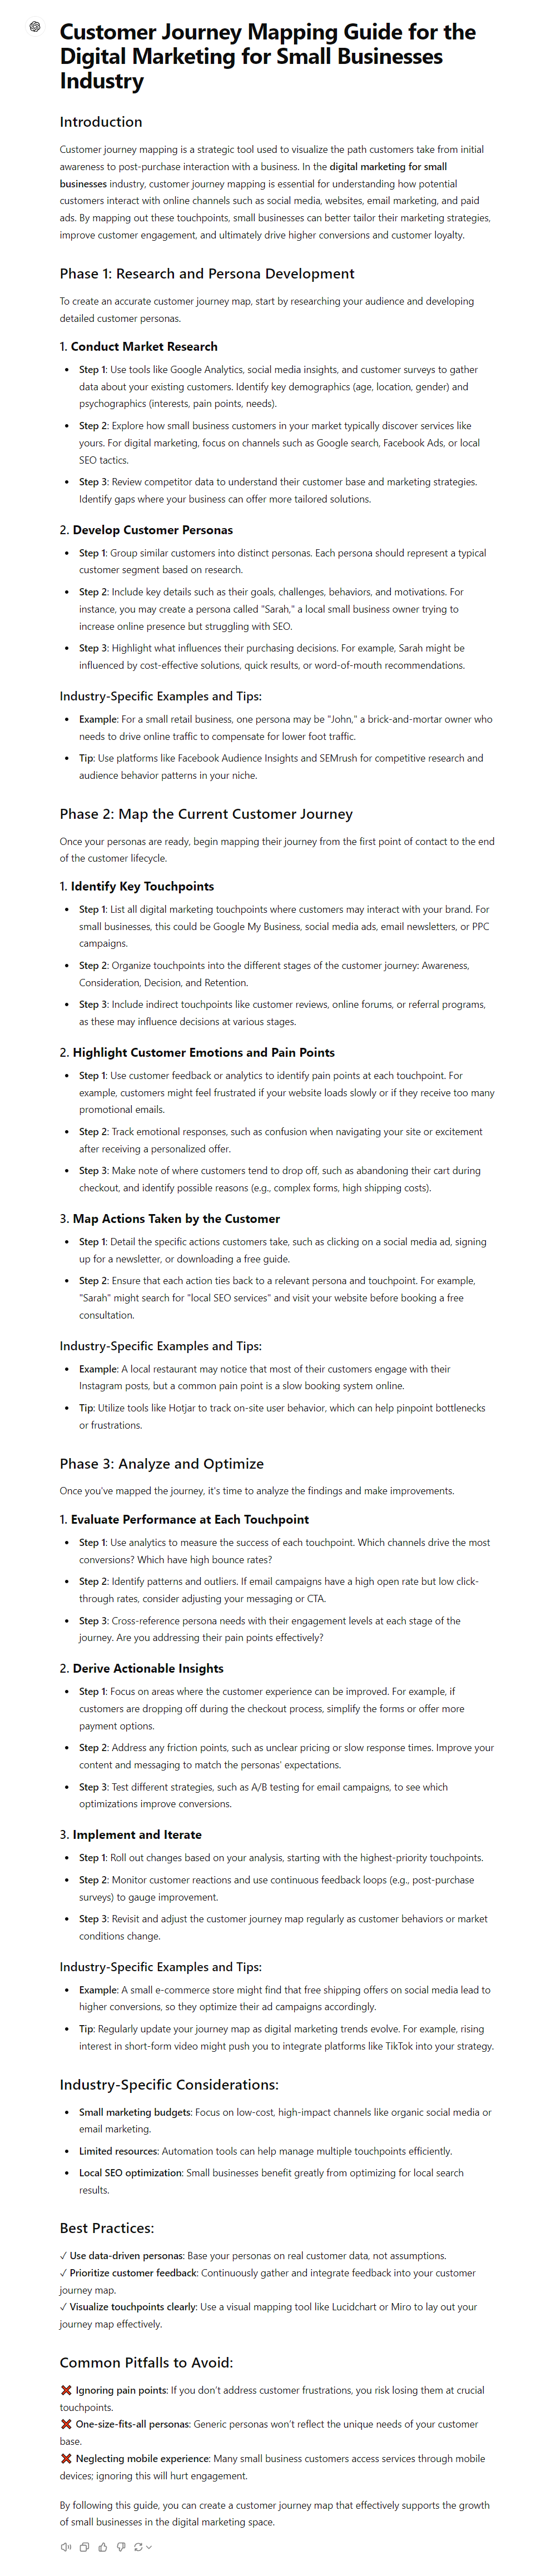 Customer Journey Mapping Guide for the
Digital Marketing for Small Businesses
Industry
Introduction
Customer journey mapping is a strategic tool used to visualize the path customers take from initial
awareness to post-purchase interaction with a business. In the digital marketing for small
businesses industry, customer journey mapping is essential for understanding how potential
customers interact with online channels such as social media, websites, email marketing, and paid
ads. By mapping out these touchpoints, small businesses can better tailor their marketing strategies,
improve customer engagement, and ultimately drive higher conversions and customer loyalty.
Phase 1: Research and Persona Development
To create an accurate customer journey map, start by researching your audience and developing
detailed customer personas.
1. Conduct Market Research
• Step 1: Use tools like Google Analytics, social media insights, and customer surveys to gather
data about your existing customers. Identify key demographics (age, location, gender) and
psychographics (interests, pain points, needs).
• Step 2: Explore how small business customers in your market typically discover services like
yours. For digital marketing, focus on channels such as Google search, Facebook Ads, or local
SEO tactics.
• Step 3: Review competitor data to understand their customer base and marketing strategies.
Identify gaps where your business can offer more tailored solutions.
2. Develop Customer Personas
• Step 1: Group similar customers into distinct personas. Each persona should represent a typical
customer segment based on research.
• Step 2: Include key details such as their goals, challenges, behaviors, and motivations. For
instance, you may create a persona called "Sarah," a local small business owner trying to
increase online presence but struggling with SEO.
• Step 3: Highlight what influences their purchasing decisions. For example, Sarah might be
influenced by cost-effective solutions, quick results, or word-of-mouth recommendations.
Industry-Specific Examples and Tips:
• Example: For a small retail business, one persona may be "John," a brick-and-mortar owner who
needs to drive online traffic to compensate for lower foot traffic.
• Tip: Use platforms like Facebook Audience Insights and SEMrush for competitive research and
audience behavior patterns in your niche.
Phase 2: Map the Current Customer Journey
Once your personas are ready, begin mapping their journey from the first point of contact to the end
of the customer lifecycle.
1. Identify Key Touchpoints
• Step 1: List all digital marketing touchpoints where customers may interact with your brand. For
small businesses, this could be Google My Business, social media ads, email newsletters, or PPC
campaigns.
• Step 2: Organize touchpoints into the different stages of the customer journey: Awareness,
Consideration, Decision, and Retention.
• Step 3: Include indirect touchpoints like customer reviews, online forums, or referral programs,
as these may influence decisions at various stages.
2. Highlight Customer Emotions and Pain Points
• Step 1: Use customer feedback or analytics to identify pain points at each touchpoint. For
example, customers might feel frustrated if your website loads slowly or if they receive too many
promotional emails.
• Step 2: Track emotional responses, such as confusion when navigating your site or excitement
after receiving a personalized offer.
• Step 3: Make note of where customers tend to drop off, such as abandoning their cart during
checkout, and identify possible reasons (e.g., complex forms, high shipping costs).
3. Map Actions Taken by the Customer
• Step 1: Detail the specific actions customers take, such as clicking on a social media ad, signing
up for a newsletter, or downloading a free guide.
• Step 2: Ensure that each action ties back to a relevant persona and touchpoint. For example,
"Sarah" might search for "local SEO services" and visit your website before booking a free
consultation.
Industry-Specific Examples and Tips:
• Example: A local restaurant may notice that most of their customers engage with their
Instagram posts, but a common pain point is a slow booking system online.
• Tip: Utilize tools like Hotjar to track on-site user behavior, which can help pinpoint bottlenecks
or frustrations.
Phase 3: Analyze and Optimize
Once you've mapped the journey, it's time to analyze the findings and make improvements.
1. Evaluate Performance at Each Touchpoint
• Step 1: Use analytics to measure the success of each touchpoint. Which channels drive the most
conversions? Which have high bounce rates?
• Step 2: Identify patterns and outliers. If email campaigns have a high open rate but low click-
through rates, consider adjusting your messaging or CTA.
• Step 3: Cross-reference persona needs with their engagement levels at each stage of the
journey. Are you addressing their pain points effectively?
2. Derive Actionable Insights
• Step 1: Focus on areas where the customer experience can be improved. For example, if
customers are dropping off during the checkout process, simplify the forms or offer more
payment options.
• Step 2: Address any friction points, such as unclear pricing or slow response times. Improve your
content and messaging to match the personas' expectations.
• Step 3: Test different strategies, such as A/B testing for email campaigns, to see which
optimizations improve conversions.
3. Implement and Iterate
• Step 1: Roll out changes based on your analysis, starting with the highest-priority touchpoints.
• Step 2: Monitor customer reactions and use continuous feedback loops (e.g., post-purchase
surveys) to gauge improvement.
• Step 3: Revisit and adjust the customer journey map regularly as customer behaviors or market
conditions change.
Industry-Specific Examples and Tips:
• Example: A small e-commerce store might find that free shipping offers on social media lead to
higher conversions, so they optimize their ad campaigns accordingly.
• Tip: Regularly update your journey map as digital marketing trends evolve. For example, rising
interest in short-form video might push you to integrate platforms like TikTok into your strategy.
Industry-Specific Considerations:
• Small marketing budgets: Focus on low-cost, high-impact channels like organic social media or
email marketing.
• Limited resources: Automation tools can help manage multiple touchpoints efficiently.
• Local SEO optimization: Small businesses benefit greatly from optimizing for local search
results.
Best Practices:
✓ Use data-driven personas: Base your personas on real customer data, not assumptions.
✓ Prioritize customer feedback: Continuously gather and integrate feedback into your customer
journey map.
✓ Visualize touchpoints clearly: Use a visual mapping tool like Lucidchart or Miro to lay out your
journey map effectively.
Common Pitfalls to Avoid:
❌ Ignoring pain points: If you don't address customer frustrations, you risk losing them at crucial
touchpoints.
❌ One-size-fits-all personas: Generic personas won't reflect the unique needs of your customer
base.
❌ Neglecting mobile experience: Many small business customers access services through mobile
devices; ignoring this will hurt engagement.
By following this guide, you can create a customer journey map that effectively supports the growth
of small businesses in the digital marketing space.